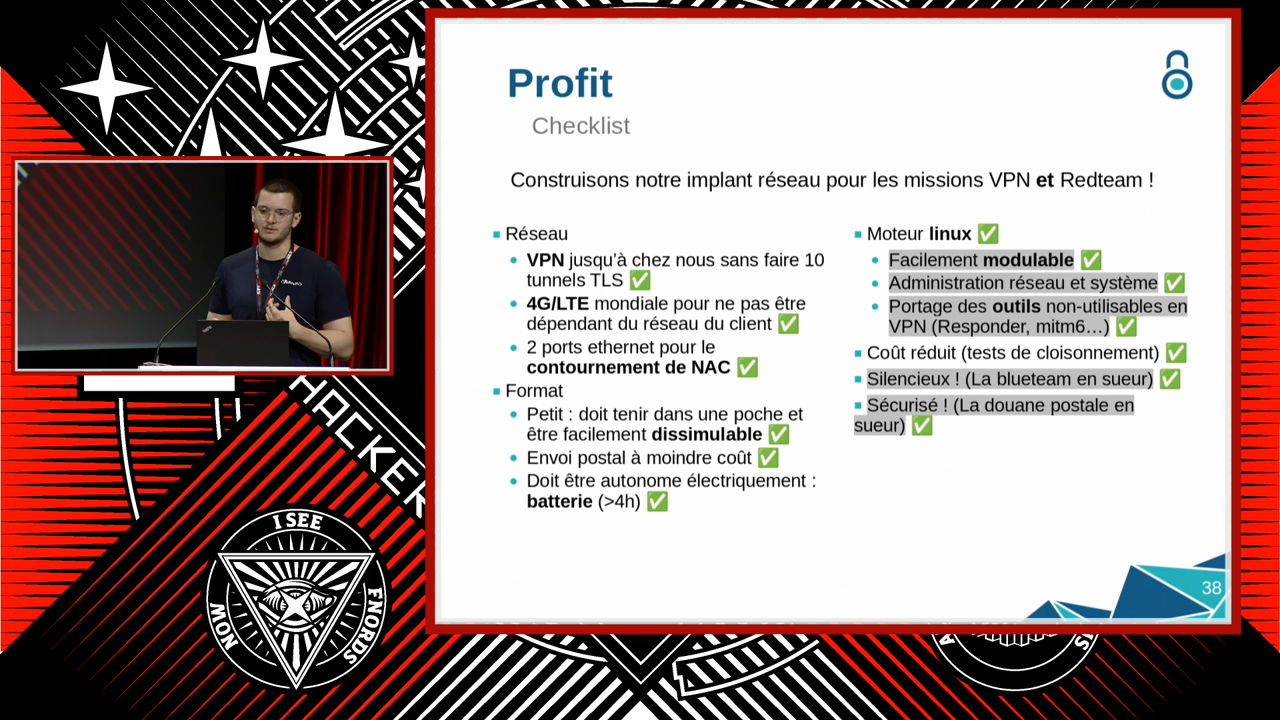 Profit
Checklist
Construisons notre implant réseau pour les missions VPN et Redteam !
Réseau
VPN jusqu'à chez nous sans faire 10
tunnels TLS ✅
4G/LTE mondiale pour ne pas être
dépendant du réseau du client ✅
2 ports ethernet pour le
contournement de NAC ✅
Format
Petit : doit tenir dans une poche et
être facilement dissimulable ✅
Envoi postal à moindre coût ✅
Doit être autonome électriquement :
batterie (>4h) ✅
Moteur linux ✅
Facilement modulable ✅
Administration réseau et système ✅
Portage des outils non-utilisables en
VPN (Responder, mitm6…) ✅
Coût réduit (tests de cloisonnement) ✅
Silencieux ! (La blueteam en sueur) ✅
Sécurisé ! (La douane postale en
sueur) ✅
38
HACKER
I SEE
FNORDS
NOW